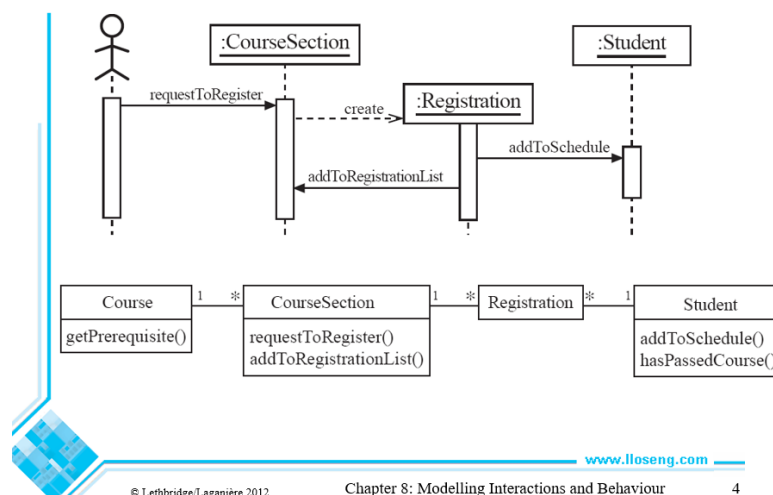 :CourseSection
:Student
requestToRegister
create
:Registration
addToSchedule
addToRegistrationList
Course
1
*
CourseSection
1
*
Registration
*
1
Student
getPrerequisite()
requestToRegister()
addToRegistrationList()
addToSchedule()
hasPassedCourse()
www.lloseng.com
© Lethbridge/Laganière 2012
Chapter 8: Modelling Interactions and Behaviour
4